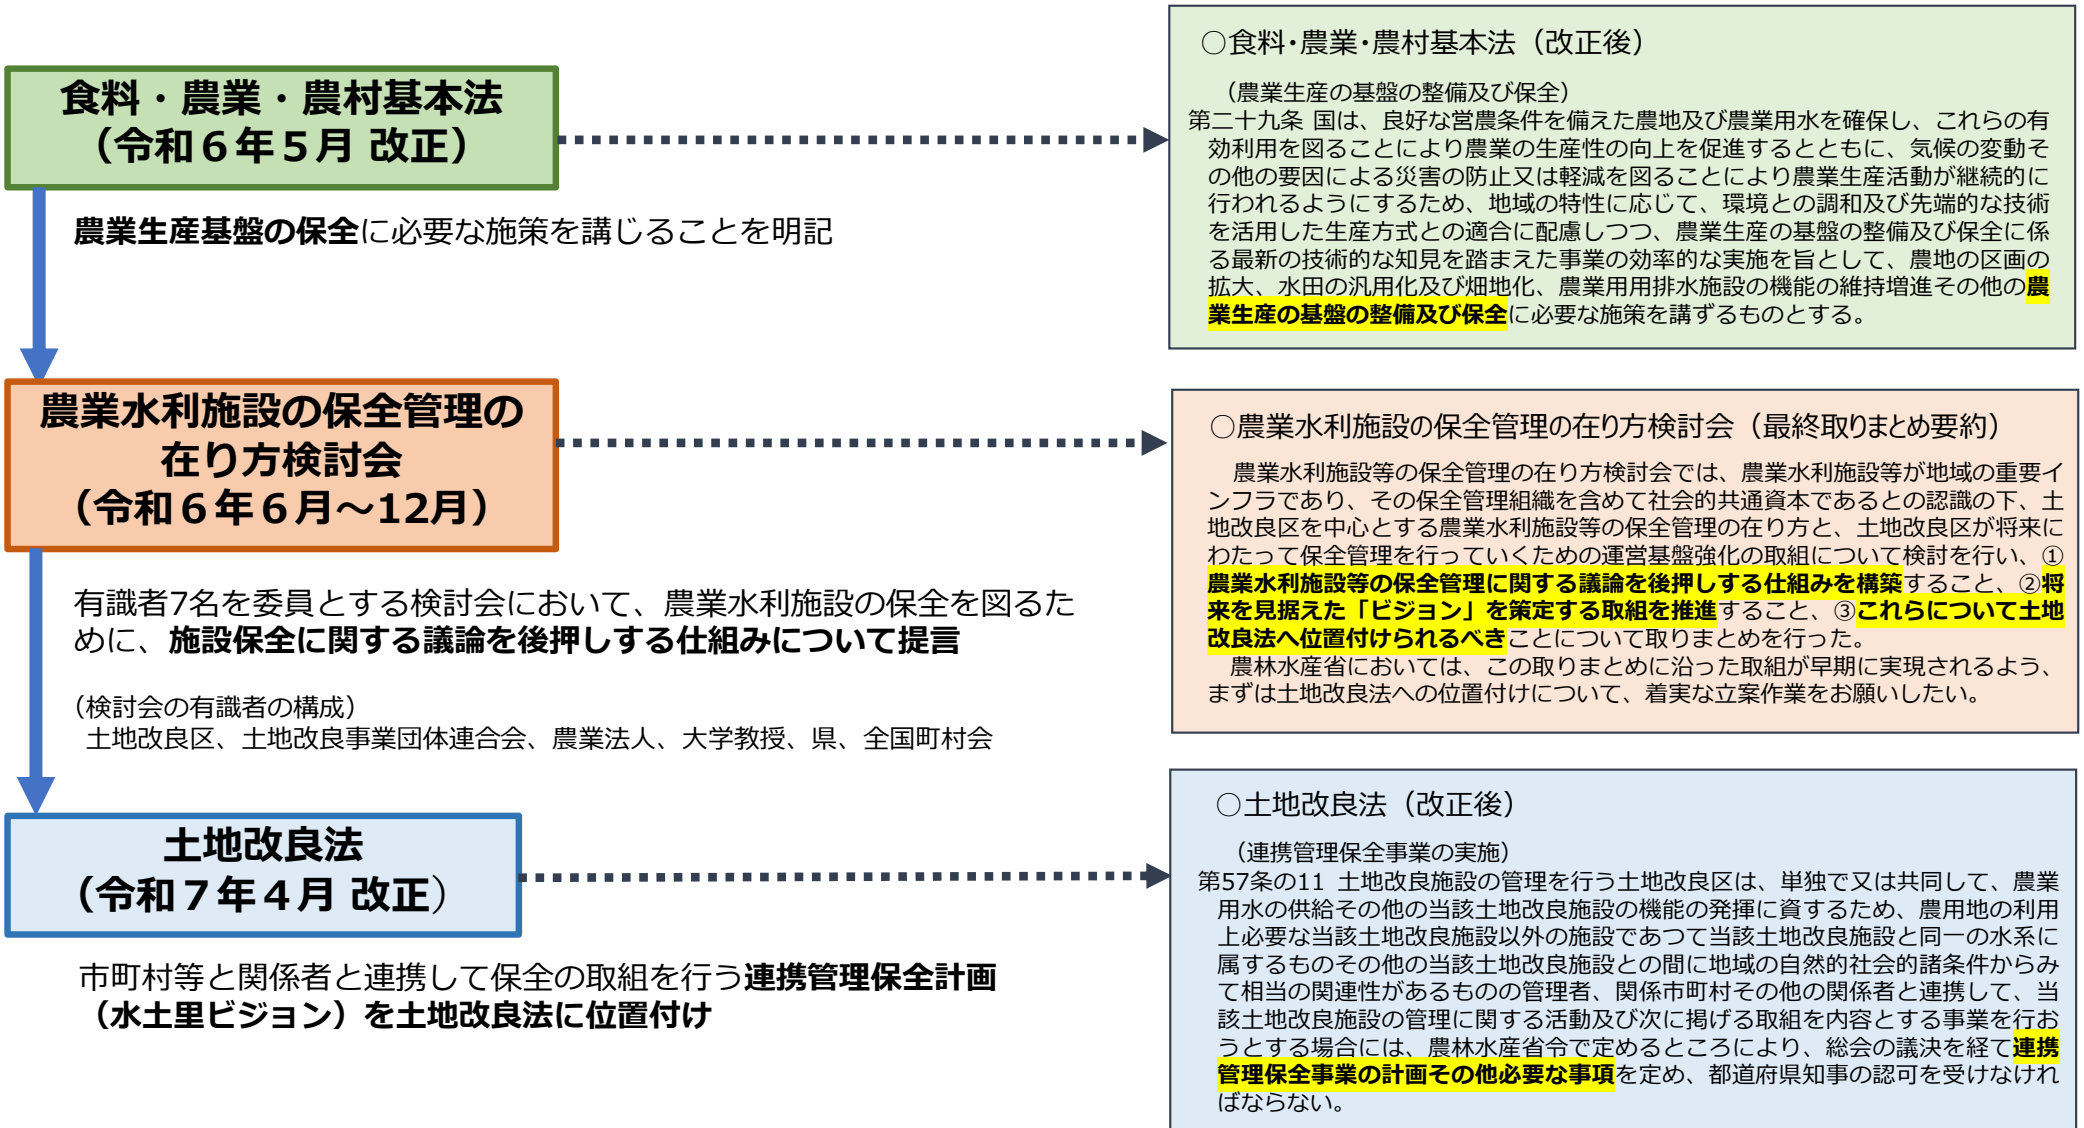 食料・農業・農村基本法
（令和６年５月 改正）
農業生産基盤の保全に必要な施策を講じることを明記
農業水利施設の保全管理の
在り方検討会
（令和６年６月～12月）
有識者7名を委員とする検討会において、農業水利施設の保全を図るた
めに、施設保全に関する議論を後押しする仕組みについて提言
（検討会の有識者の構成）
土地改良区、土地改良事業団体連合会、農業法人、大学教授、県、全国町村会
土地改良法
（令和７年４月 改正）
市町村等と関係者と連携して保全の取組を行う連携管理保全計画
（水土里ビジョン）を土地改良法に位置付け
○食料・農業・農村基本法（改正後）
（農業生産の基盤の整備及び保全）
第二十九条 国は、良好な営農条件を備えた農地及び農業用水を確保し、これらの有
効利用を図ることにより農業の生産性の向上を促進するとともに、気候の変動そ
の他の要因による災害の防止又は軽減を図ることにより農業生産活動が継続的に
行われるようにするため、地域の特性に応じて、環境との調和及び先端的な技術
を活用した生産方式との適合に配慮しつつ、農業生産の基盤の整備及び保全に係
る最新の技術的な知見を踏まえた事業の効率的な実施を旨として、農地の区画の
拡大、水田の汎用化及び畑地化、農業用用排水施設の機能の維持増進その他の農
業生産の基盤の整備及び保全に必要な施策を講ずるものとする。
○農業水利施設の保全管理の在り方検討会（最終取りまとめ要約）
農業水利施設等の保全管理の在り方検討会では、農業水利施設等が地域の重要イ
ンフラであり、その保全管理組織を含めて社会的共通資本であるとの認識の下、土
地改良区を中心とする農業水利施設等の保全管理の在り方と、土地改良区が将来に
わたって保全管理を行っていくための運営基盤強化の取組について検討を行い、①
農業水利施設等の保全管理に関する議論を後押しする仕組みを構築すること、②将
来を見据えた「ビジョン」を策定する取組を推進すること、③これらについて土地
改良法へ位置付けられるべきことについて取りまとめを行った。
農林水産省においては、この取りまとめに沿った取組が早期に実現されるよう、
まずは土地改良法への位置付けについて、着実な立案作業をお願いしたい。
○土地改良法（改正後）
（連携管理保全事業の実施）
第57条の11 土地改良施設の管理を行う土地改良区は、単独で又は共同して、農業
用水の供給その他の当該土地改良施設の機能の発揮に資するため、農用地の利用
上必要な当該土地改良施設以外の施設であつて当該土地改良施設と同一の水系に
属するものその他の当該土地改良施設との間に地域の自然的社会的諸条件からみ
て相当の関連性があるものの管理者、関係市町村その他の関係者と連携して、当
該土地改良施設の管理に関する活動及び次に掲げる取組を内容とする事業を行お
うとする場合には、農林水産省令で定めるところにより、総会の議決を経て連携
管理保全事業の計画その他必要な事項を定め、都道府県知事の認可を受けなけれ
ばならない。